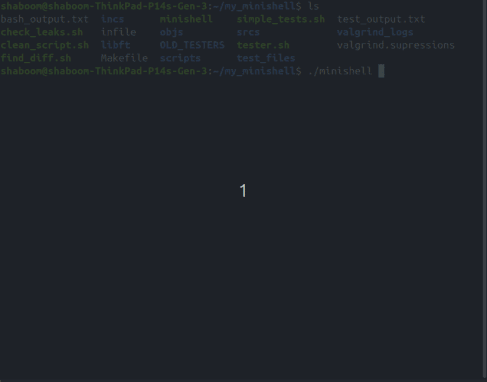 shaboom@shaboom-ThinkPad-P14s-Gen-3:~/my_minishell$ ls
bash_output.txt incs minishell simple_tests.sh test_output.txt
check_leaks.sh infile objs srcs valgrind_logs
clean_script.sh libft OLD_TESTERS tester.sh valgrind.supressions
find_diff.sh Makefile scripts test_files
shaboom@shaboom-ThinkPad-P14s-Gen-3:~/my_minishell$ ./minishell
1